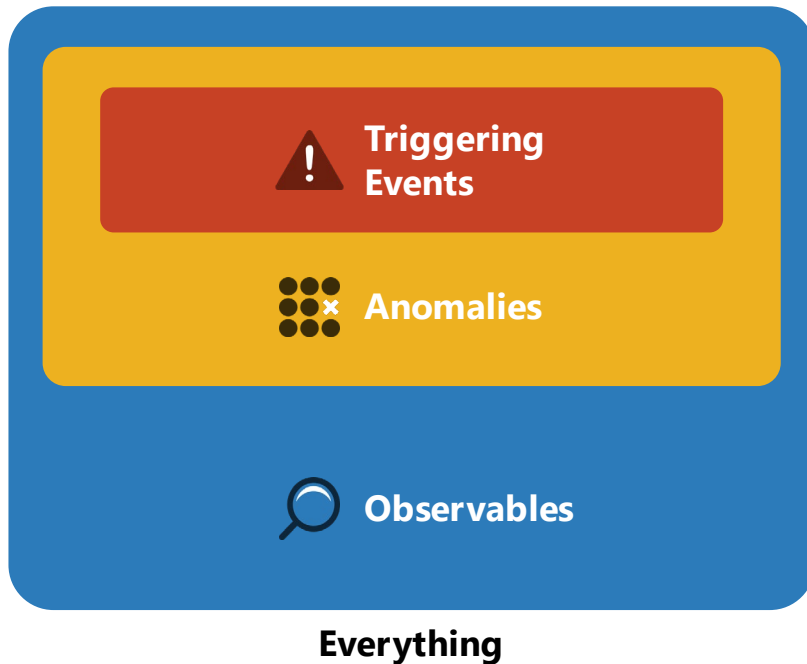 Triggering
Events
Anomalies
Observables
Everything